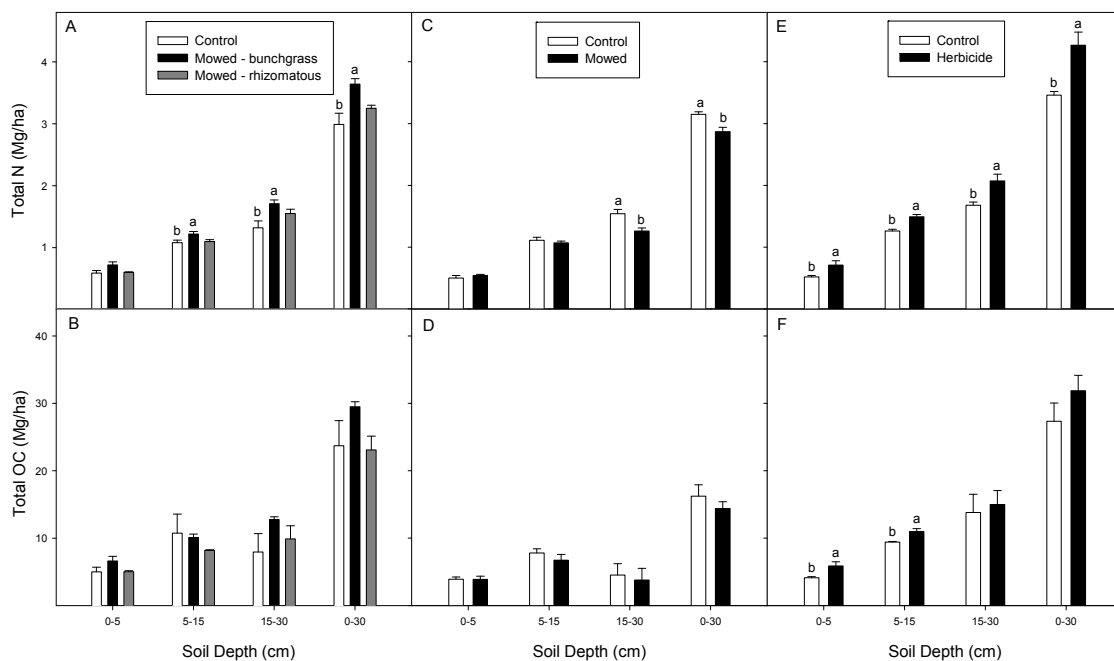 A
Control
Mowed - bunchgrass
Mowed - rhizomatous
C
Control
Mowed
E
Control
Herbicide
Total N (Mg/ha)
4
3
2
1
b a
b a
b a
a b
a b
b a
b a
b a
b a
B
D
F
Total OC (Mg/ha)
40
30
20
10
b a
b a
0-5 5-15 15-30 0-30
0-5 5-15 15-30 0-30
0-5 5-15 15-30 0-30
Soil Depth (cm)
Soil Depth (cm)
Soil Depth (cm)